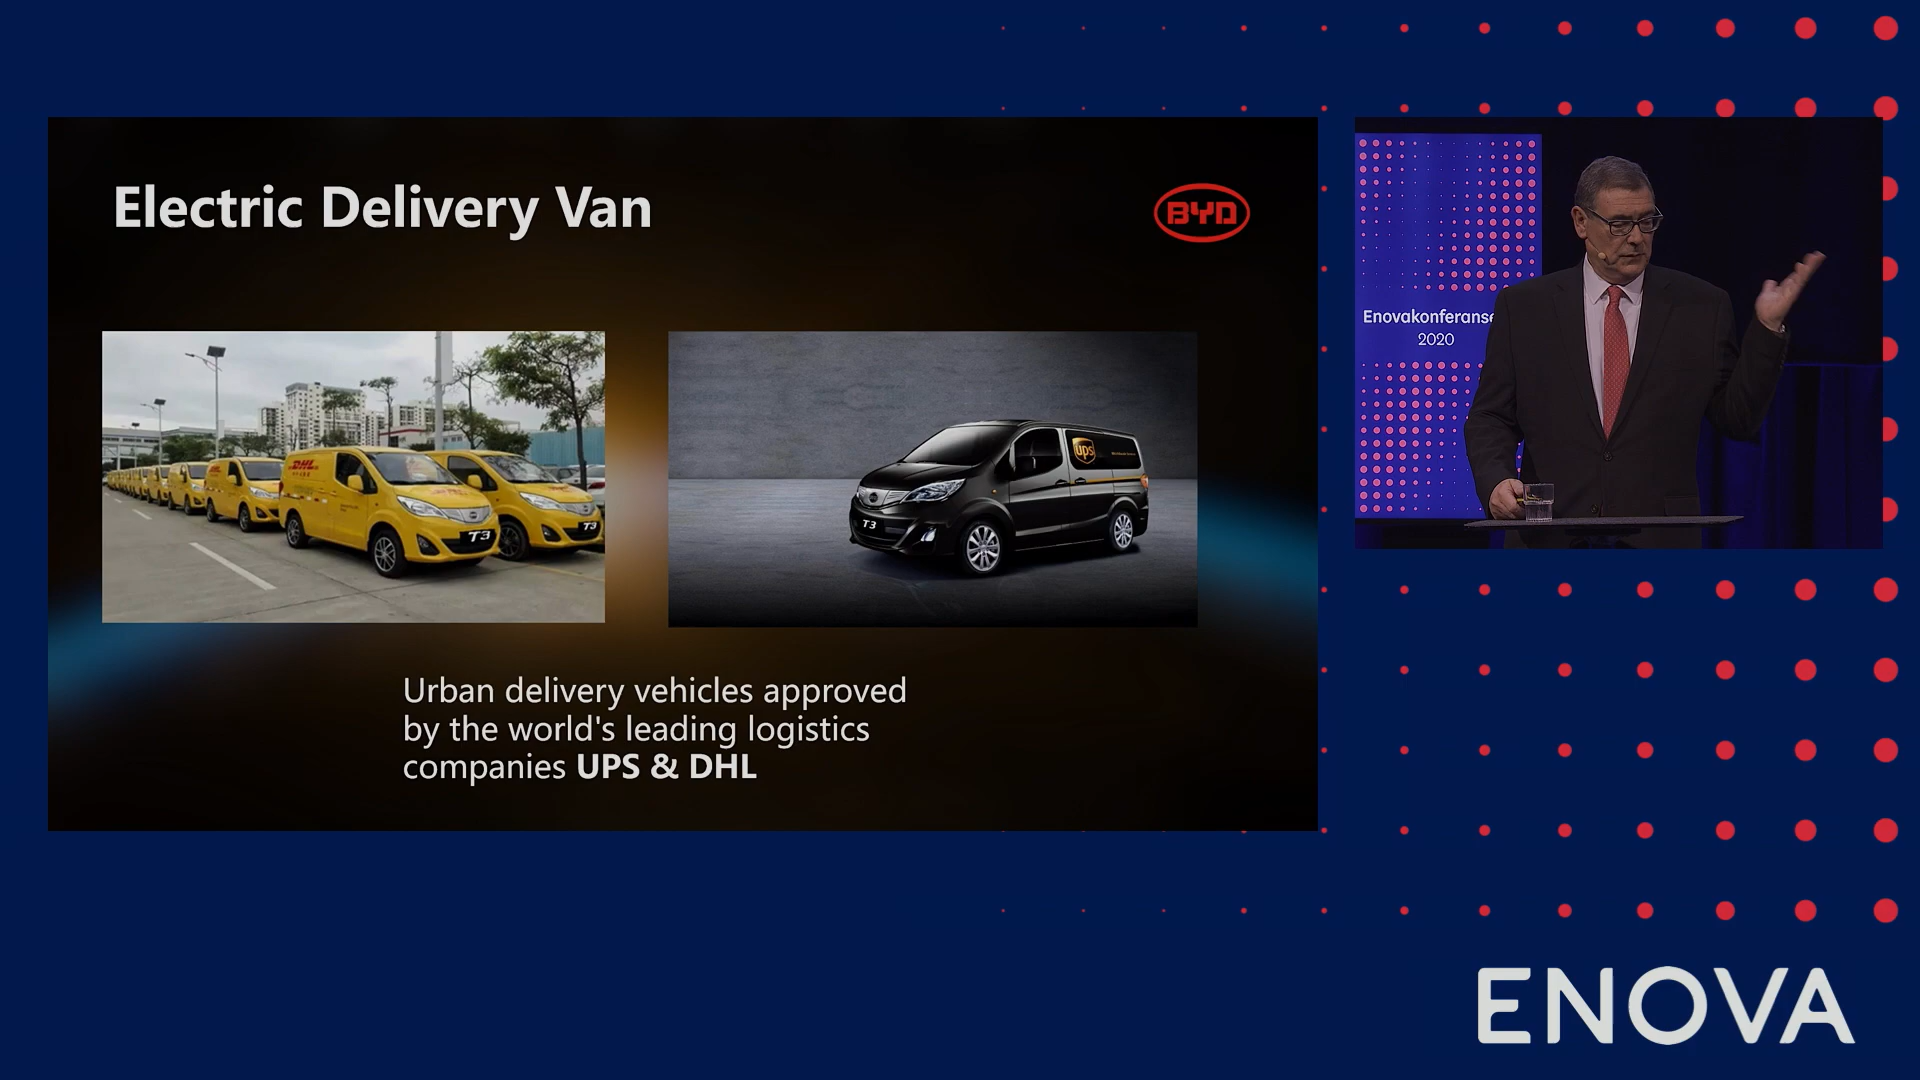 Electric Delivery Van
BYD
DHL
T3
T3
ups
T3
Urban delivery vehicles approved
by the world's leading logistics
companies UPS & DHL
Enovakonferanse
2020
ENOVA